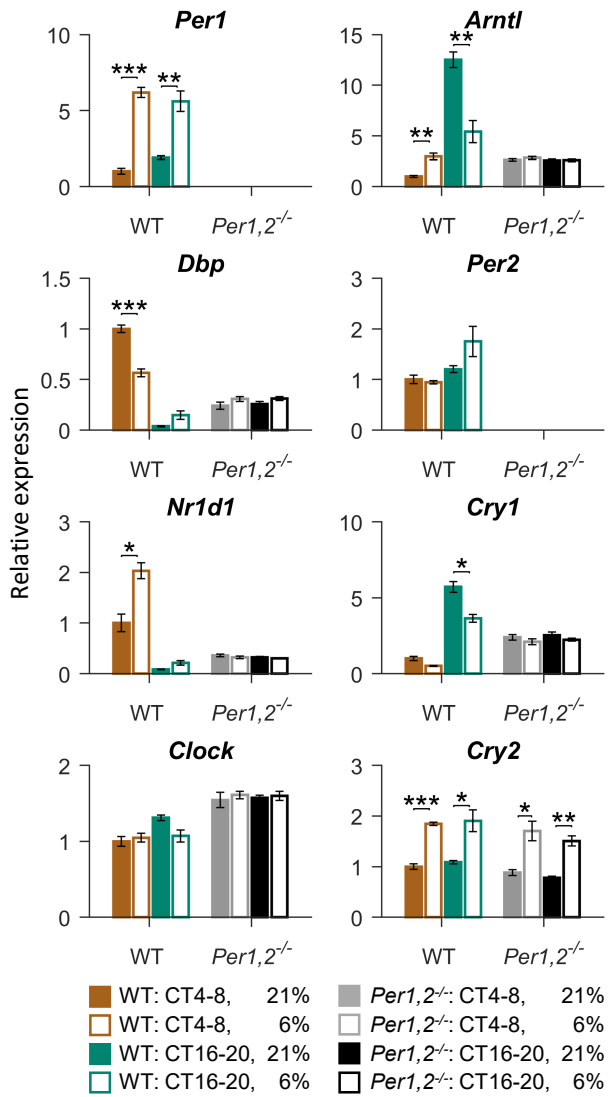 Per1
Arntl
10
5
0
***
**
WT
Per1,2-/-
15
10
5
0
**
**
WT
Per1,2-/-
Dbp
Per2
1.5
1
0.5
0
***
WT
Per1,2-/-
3
2
1
0
WT
Per1,2-/-
Relative expression
Nr1d1
Cry1
3
2
1
0
*
WT
Per1,2-/-
10
5
0
*
WT
Per1,2-/-
Clock
Cry2
2
1
0
WT
Per1,2-/-
3
2
1
0
***
*
*
**
WT
Per1,2-/-
WT: CT4-8, 21%
WT: CT4-8, 6%
WT: CT16-20, 21%
WT: CT16-20, 6%
Per1,2-/-: CT4-8, 21%
Per1,2-/-: CT4-8, 6%
Per1,2-/-: CT16-20, 21%
Per1,2-/-: CT16-20, 6%